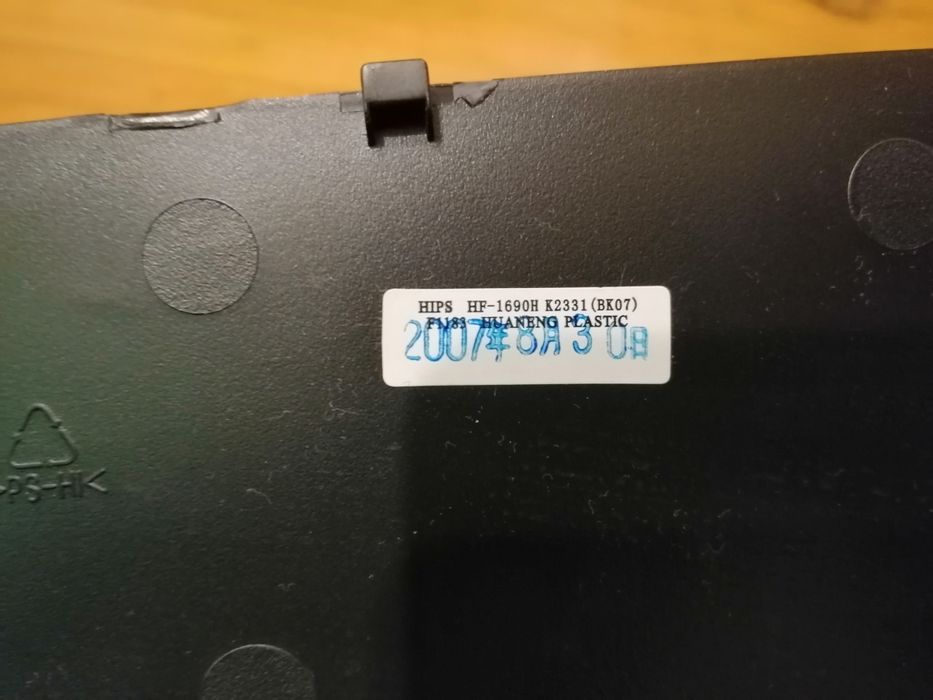 HIPS HF-1690H K2331(BK07)
F1183 HUANENG PLASTIC
2007年8月30日
>PS-HI<